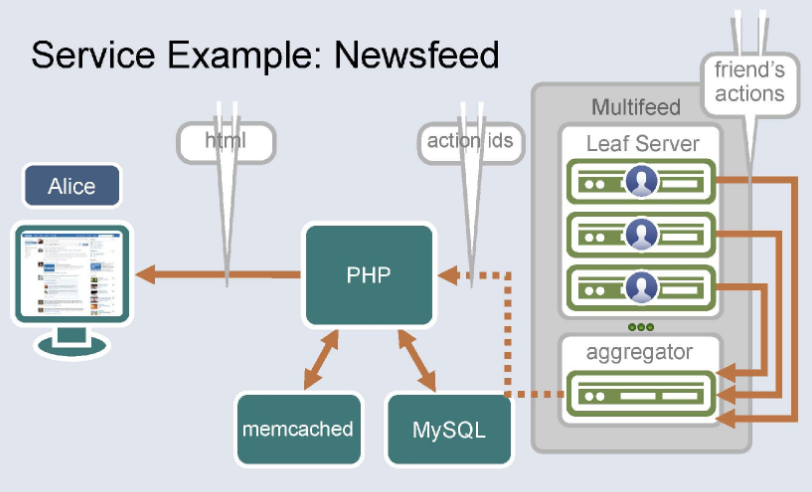 Service Example: Newsfeed
friend's
actions
Multifeed
html
action ids
Leaf Server
Alice
PHP
aggregator
memcached
MySQL